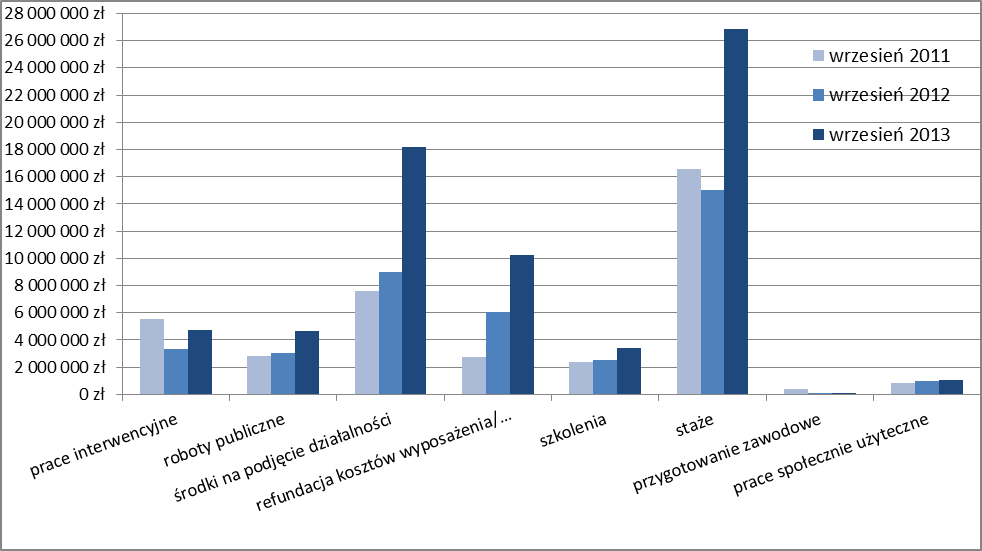 28 000 000 zł
26 000 000 zł
24 000 000 zł
22 000 000 zł
20 000 000 zł
18 000 000 zł
16 000 000 zł
14 000 000 zł
12 000 000 zł
10 000 000 zł
8 000 000 zł
6 000 000 zł
4 000 000 zł
2 000 000 zł
0 zł
wrzesień 2011
wrzesień 2012
wrzesień 2013
prace interwencyjne
roboty publiczne
środki na podjęcie działalności
refundacja kosztów wyposażenia/...
szkolenia
staże
przygotowanie zawodowe
prace społecznie użyteczne